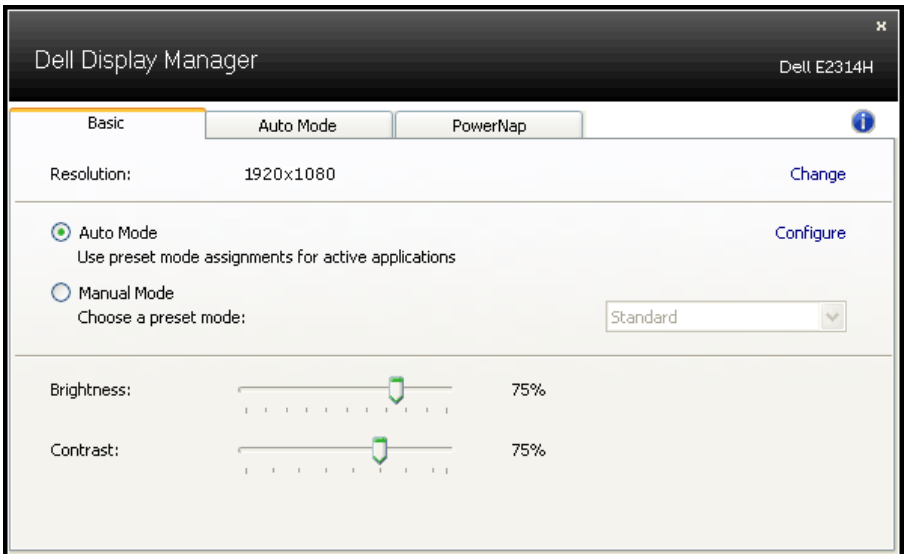 x
Dell Display Manager
Dell E2314H
Basic Auto Mode PowerNap i
Resolution: 1920x1080 Change
Auto Mode Configure
Use preset mode assignments for active applications
Manual Mode
Choose a preset mode: Standard
Brightness: 75%
Contrast: 75%